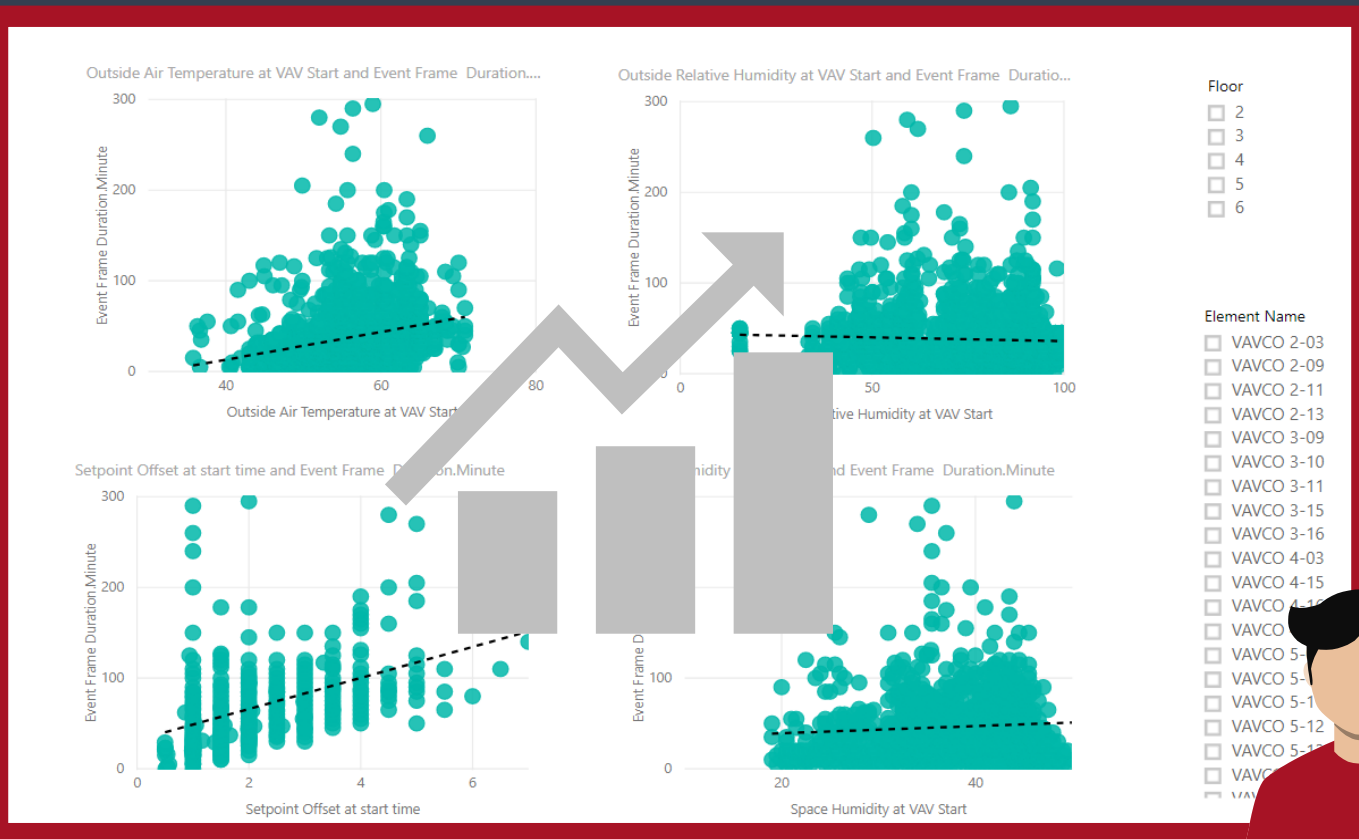 Outside Air Temperature at VAV Start and Event Frame Duration....
300
200
100
0
Event Frame Duration.Minute
40
60
80
Outside Air Temperature at VAV Start
Outside Relative Humidity at VAV Start and Event Frame Duratio...
300
200
100
0
Event Frame Duration.Minute
0
50
100
Humidity at VAV Start
Setpoint Offset at start time and Event Frame
300
200
100
0
Event Frame Duration.Minute
0
2
4
6
Setpoint Offset at start time
Event Frame Duration.Minute
100
0
Event Frame
20
40
Space Humidity at VAV Start
Floor
2
3
4
5
6
Element Name
VAVCO 2-03
VAVCO 2-09
VAVCO 2-11
VAVCO 2-13
VAVCO 3-09
VAVCO 3-10
VAVCO 3-11
VAVCO 3-15
VAVCO 3-16
VAVCO 4-03
VAVCO 4-15
VAVCO
VAVCO
VAVCO
VAVCO
VAVCO
VAVCO 5-12
VAVCO